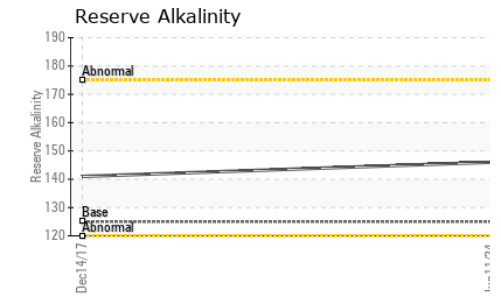 Reserve Alkalinity
190
180
Abnormal
170
160
150
140
130
Base
Abnormal
120
Reserve Alkalinity
Dec14/17